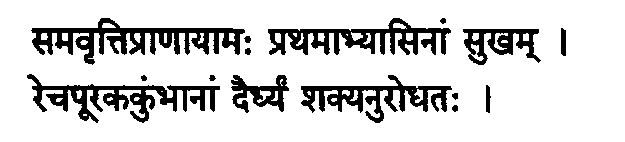 समवृत्तिप्राणायामः प्रथमाभ्यासिनां सुखम् ।
रेचपूरककुंभानां दैर्घ्यं शक्यनुरोधतः ।